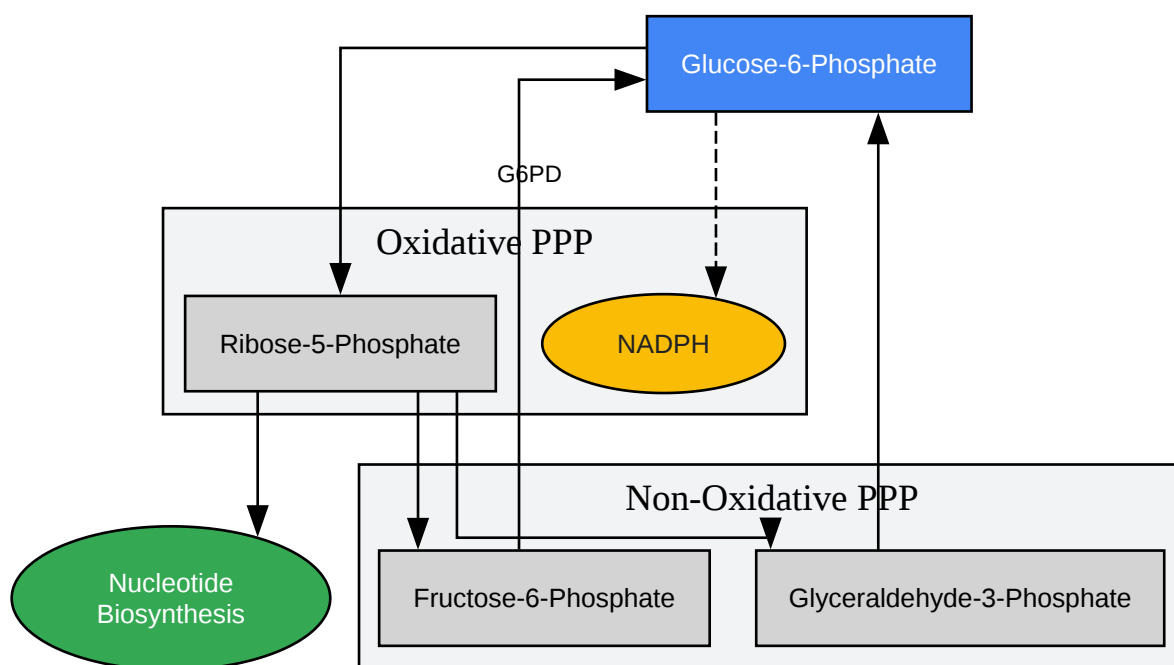 Glucose-6-Phosphate
G6PD
Oxidative PPP
Ribose-5-Phosphate
NADPH
Non-Oxidative PPP
Nucleotide
Biosynthesis
Fructose-6-Phosphate
Glyceraldehyde-3-Phosphate